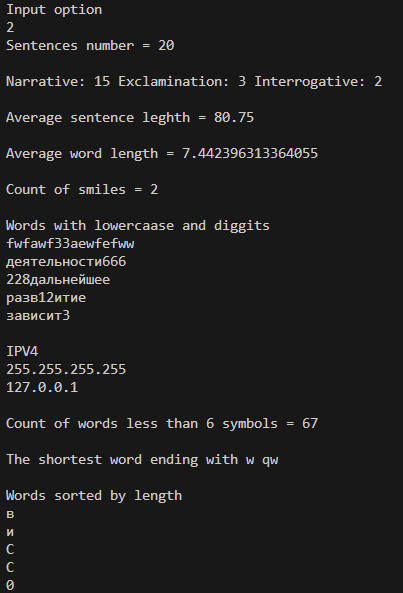 Input option
2
Sentences number = 20
Narrative: 15 Exclamination: 3 Interrogative: 2
Average sentence leghth = 80.75
Average word length = 7.442396313364055
Count of smiles = 2
Words with lowercaase and diggits
fwfawf33aewfefww
деятельности666
228дальнейшее
разв12итие
зависит3
IPV4
255.255.255.255
127.0.0.1
Count of words less than 6 symbols = 67
The shortest word ending with w qw
Words sorted by length
в
и
С
С
0